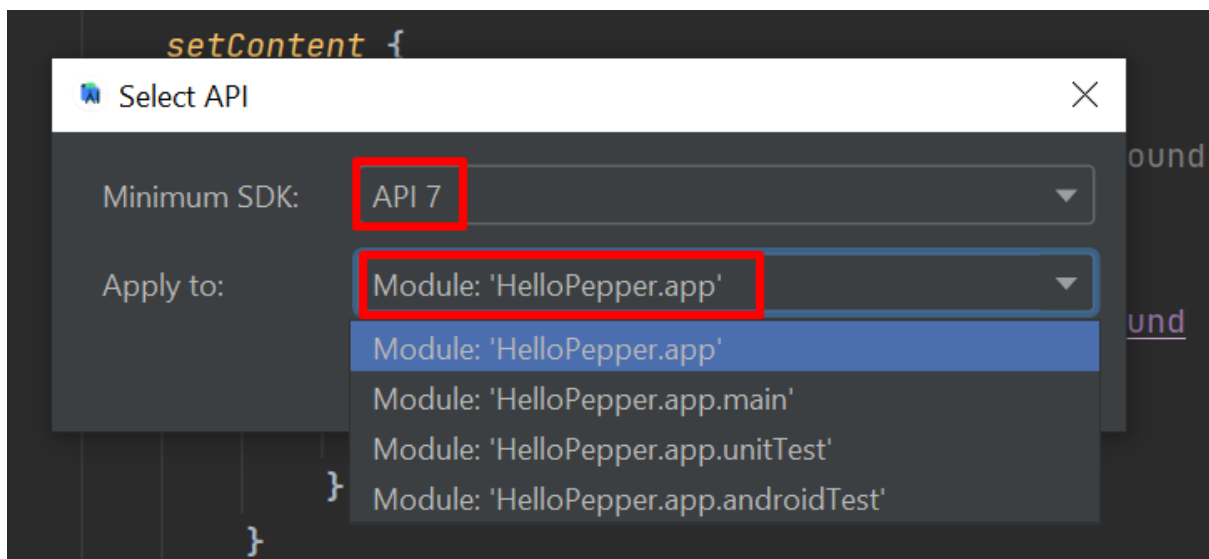 setContent {
Select API
ound
Minimum SDK: API 7
Apply to: Module: 'HelloPepper.app'
und
Module: 'HelloPepper.app'
Module: 'HelloPepper.app.main'
Module: 'HelloPepper.app.unitTest'
}
Module: 'HelloPepper.app.androidTest'
}